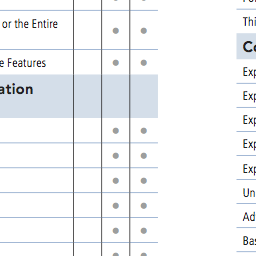 or the Entire
e Features
ation
Thi
Co
Exp
Exp
Exp
Exp
Exp
Un
Ad
Bas